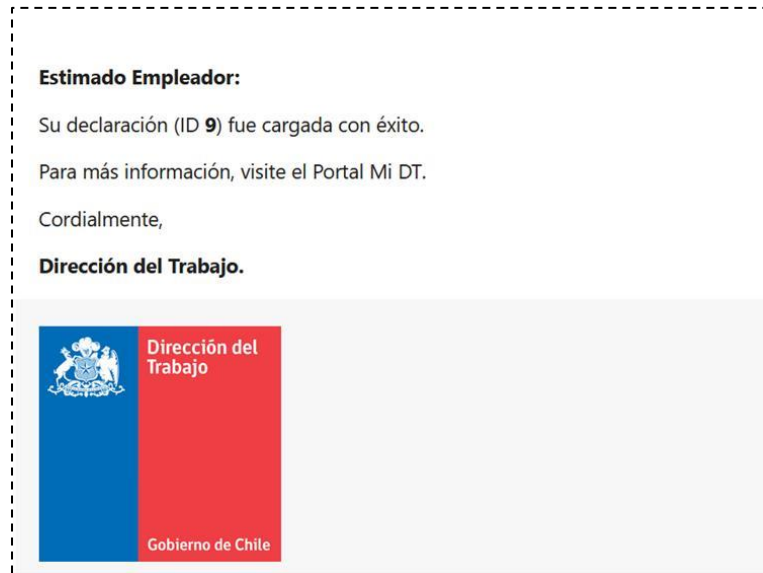 Estimado Empleador:
Su declaración (ID 9) fue cargada con éxito.
Para más información, visite el Portal Mi DT.
Cordialmente,
Dirección del Trabajo.
Dirección del
Trabajo
Gobierno de Chile